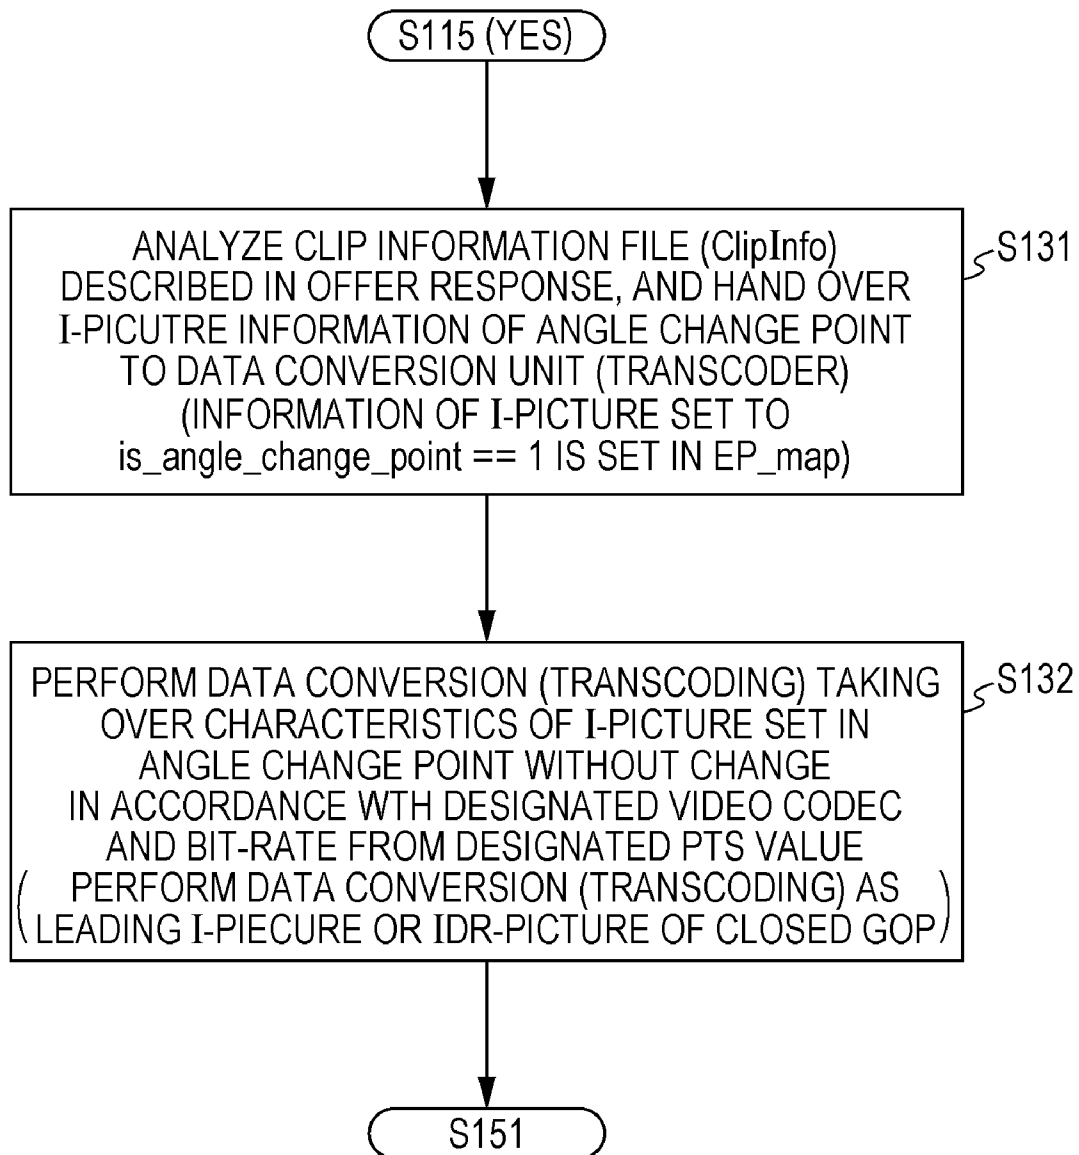 S115 (YES)
ANALYZE CLIP INFORMATION FILE (ClipInfo)
DESCRIBED IN OFFER RESPONSE, AND HAND OVER
I-PICUTRE INFORMATION OF ANGLE CHANGE POINT
TO DATA CONVERSION UNIT (TRANSCODER)
(INFORMATION OF I-PICTURE SET TO
is_angle_change_point == 1 IS SET IN EP_map)
S131
PERFORM DATA CONVERSION (TRANSCODING) TAKING
OVER CHARACTERISTICS OF I-PICTURE SET IN
ANGLE CHANGE POINT WITHOUT CHANGE
IN ACCORDANCE WTH DESIGNATED VIDEO CODEC
AND BIT-RATE FROM DESIGNATED PTS VALUE
(PERFORM DATA CONVERSION (TRANSCODING) AS
LEADING I-PIECURE OR IDR-PICTURE OF CLOSED GOP)
S132
S151